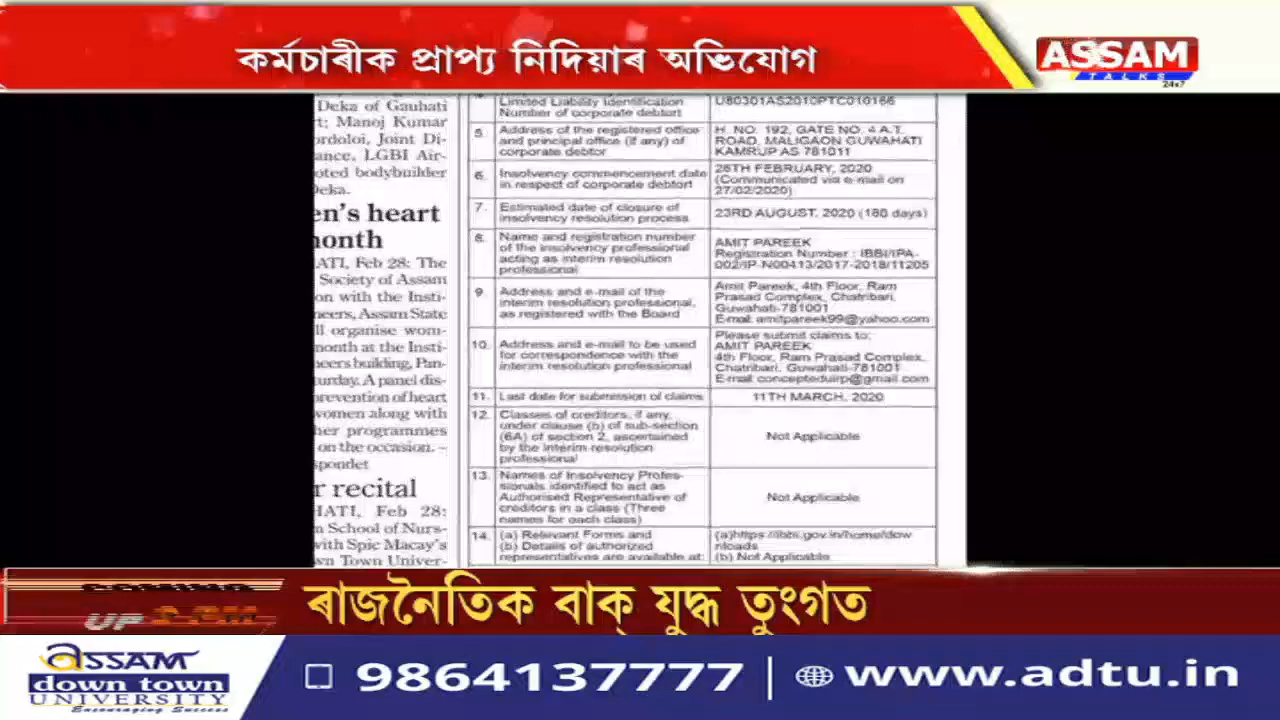 কৰ্মচাৰীক প্ৰাপ্য নিদিয়াৰ অভিযোগ
ASSAM
TALKS
24x7
Deka of Gauhati
t; Manoj Kumar
ordoloi, Joint Di-
ance, LGBI Air-
oted bodybuilder
Deka.
en's heart
month
ATI, Feb 28: The
Society of Assam
on with the Insti-
neers, Assam State
ll organise wom-
month at the Insti-
neers building, Pan-
turday. A panel dis-
prevention of heart
women along with
her programmes
on the occasion. –
spondet
r recital
HATI, Feb 28:
n School of Nurs-
with Spic Macay's
wn Town Univer-
Limited Liability Identification
Number of corporate debtort
U80301AS2010PTC010166
5. Address of the registered office
and principal office (if any) of
corporate debtor
H. NO. 192, GATE NO. 4 A.T.
ROAD, MALIGAON GUWAHATI
KAMRUP AS 781011
6. Insolvency commencement date
in respect of corporate debtort
26TH FEBRUARY, 2020
(Communicated via e-mail on
27/02/2020)
7. Estimated date of closure of
insolvency resolution process
23RD AUGUST, 2020 (180 days)
8. Name and registration number
of the insolvency professional
acting as interim resolution
professional
AMIT PAREEK
Registration Number : IBBI/IPA-
002/IP-N00413/2017-2018/11205
9. Address and e-mail of the
interim resolution professional,
as registered with the Board
Amit Pareek, 4th Floor, Ram
Prasad Complex, Chatribari,
Guwahati-781001
E-mal: amitpareek99@yahoo.com
10. Address and e-mail to be used
for correspondence with the
interim resolution professional
Please submit claims to:
AMIT PAREEK
4th Floor, Ram Prasad Complex,
Chatribari, Guwahati-781001
E-mail: concepteduirp@gmail.com
11. Last date for submission of claims
11TH MARCH, 2020
12. Classes of creditors, if any,
under clause (b) of sub-section
(6A) of section 2, ascertained
by the interim resolution
professional
Not Applicable
13. Names of Insolvency Profes-
sionals identified to act as
Authorised Representative of
creditors in a class (Three
names for each class)
Not Applicable
14. (a) Relevant Forms and
(b) Details of authorized
representatives are available at:
(a)https://ibbi.gov.in/home/dow
nloads
(b) Not Applicable
UP
ৰাজনৈতিক বাক্ যুদ্ধ তুংগত
ASSAM
down town
UNIVERSITY
Encouraging Success
9864137777 | www.adtu.in